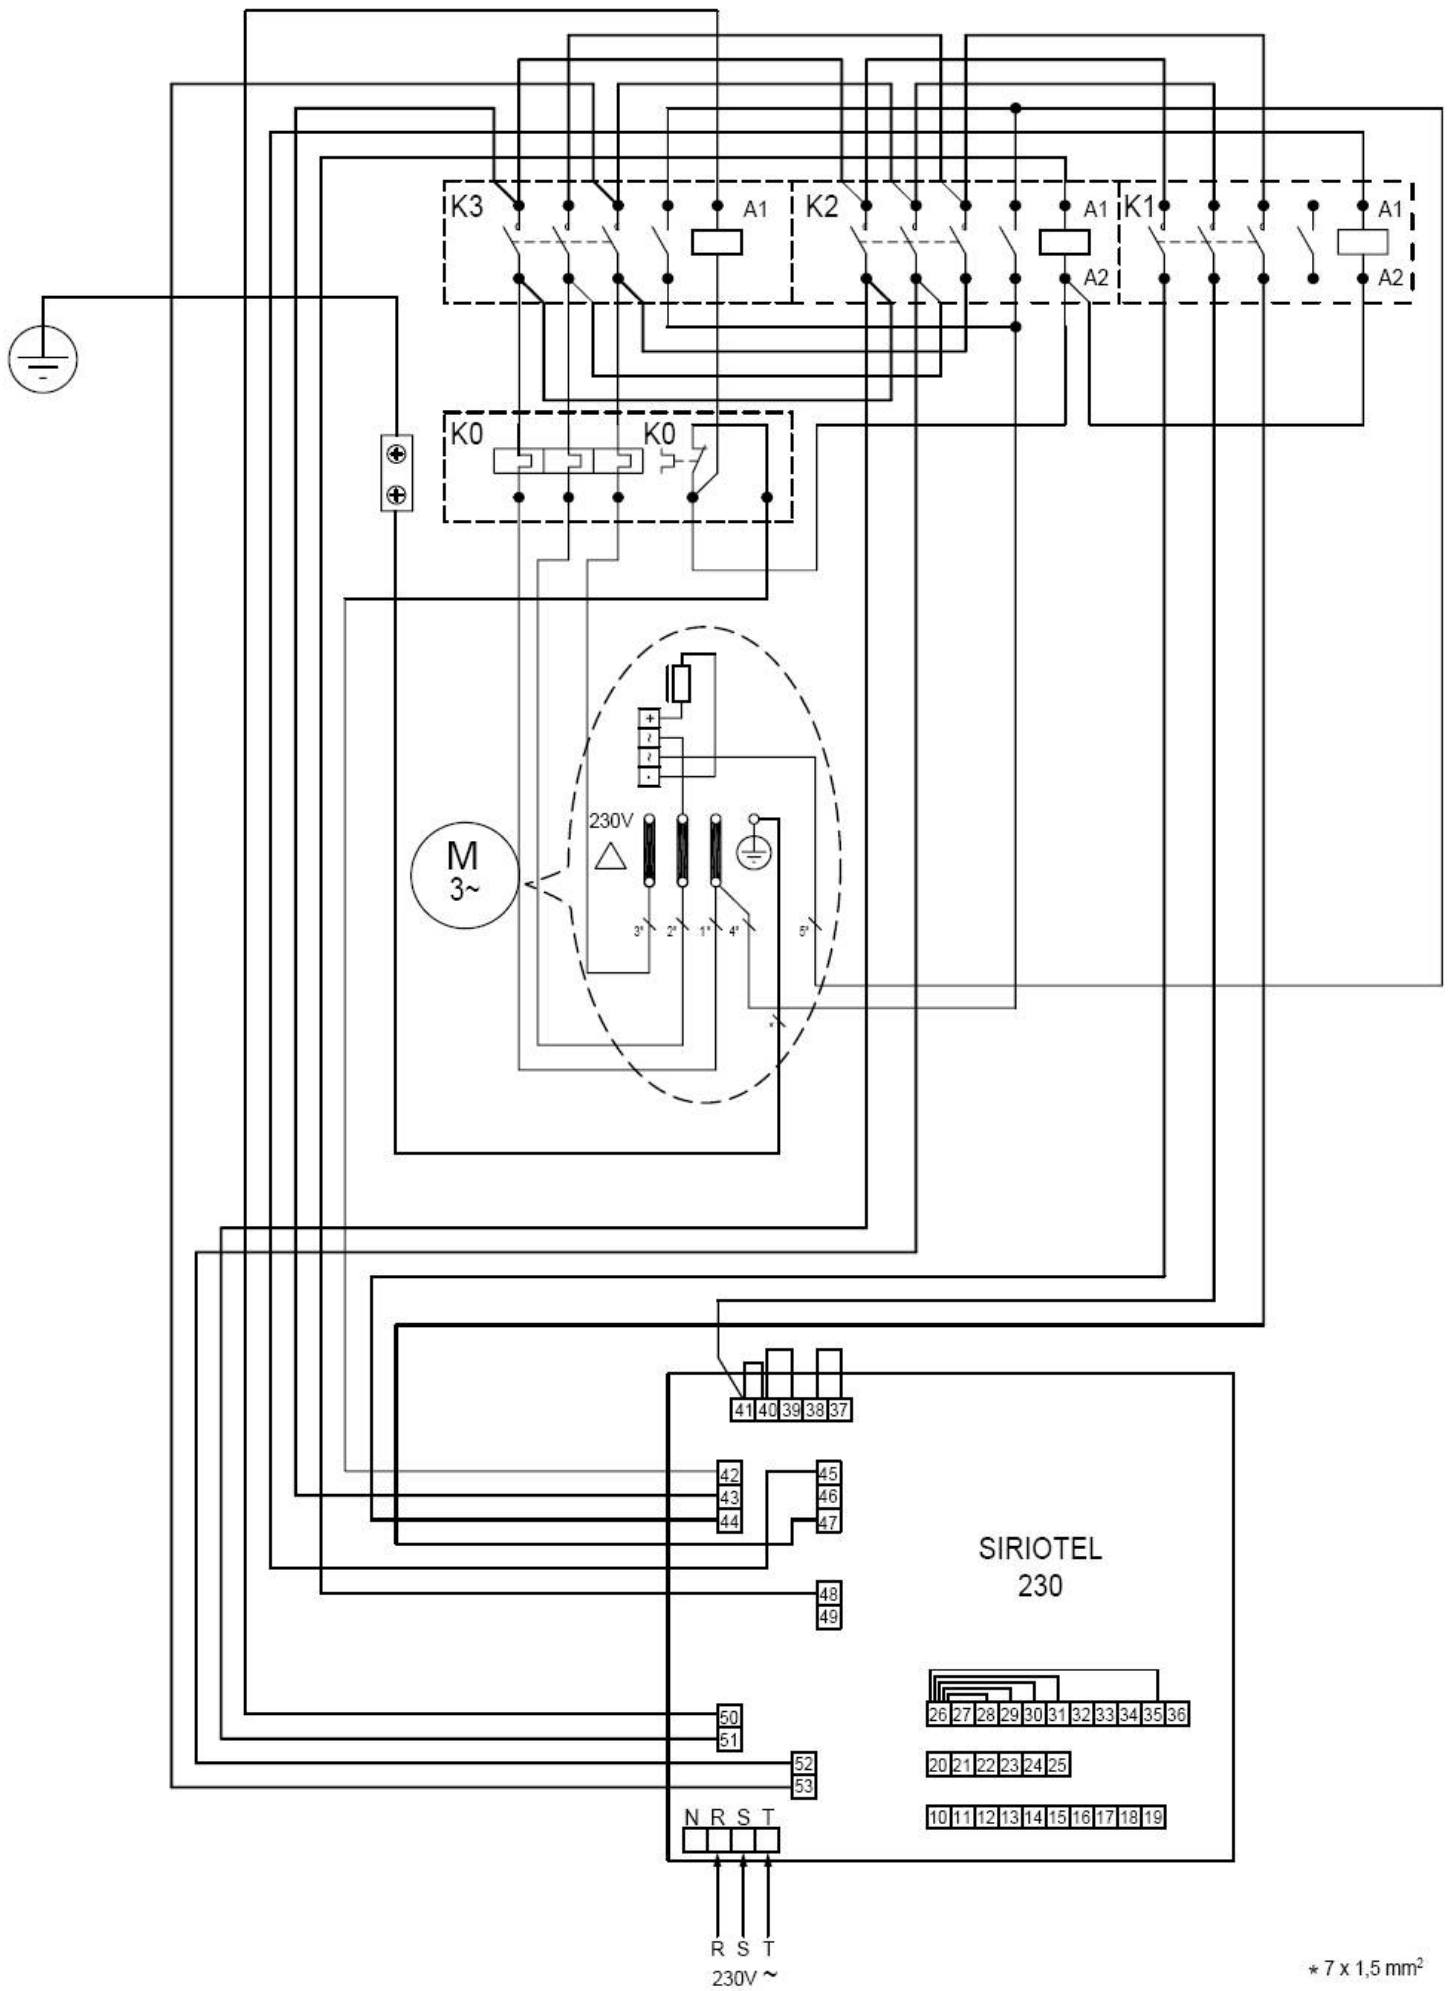 K3
A1
K2
A1
K1
A1
A2
A2
K0
K0
+
~
~
-
230V
M
3~
3*
2*
1*
4*
5*
*
41 40 39 38 37
42
43
44
45
46
47
SIRIOTEL
230
48
49
26 27 28 29 30 31 32 33 34 35 36
50
51
52
53
20 21 22 23 24 25
10 11 12 13 14 15 16 17 18 19
N R S T
R S T
230V ~
* 7 x 1,5 mm²